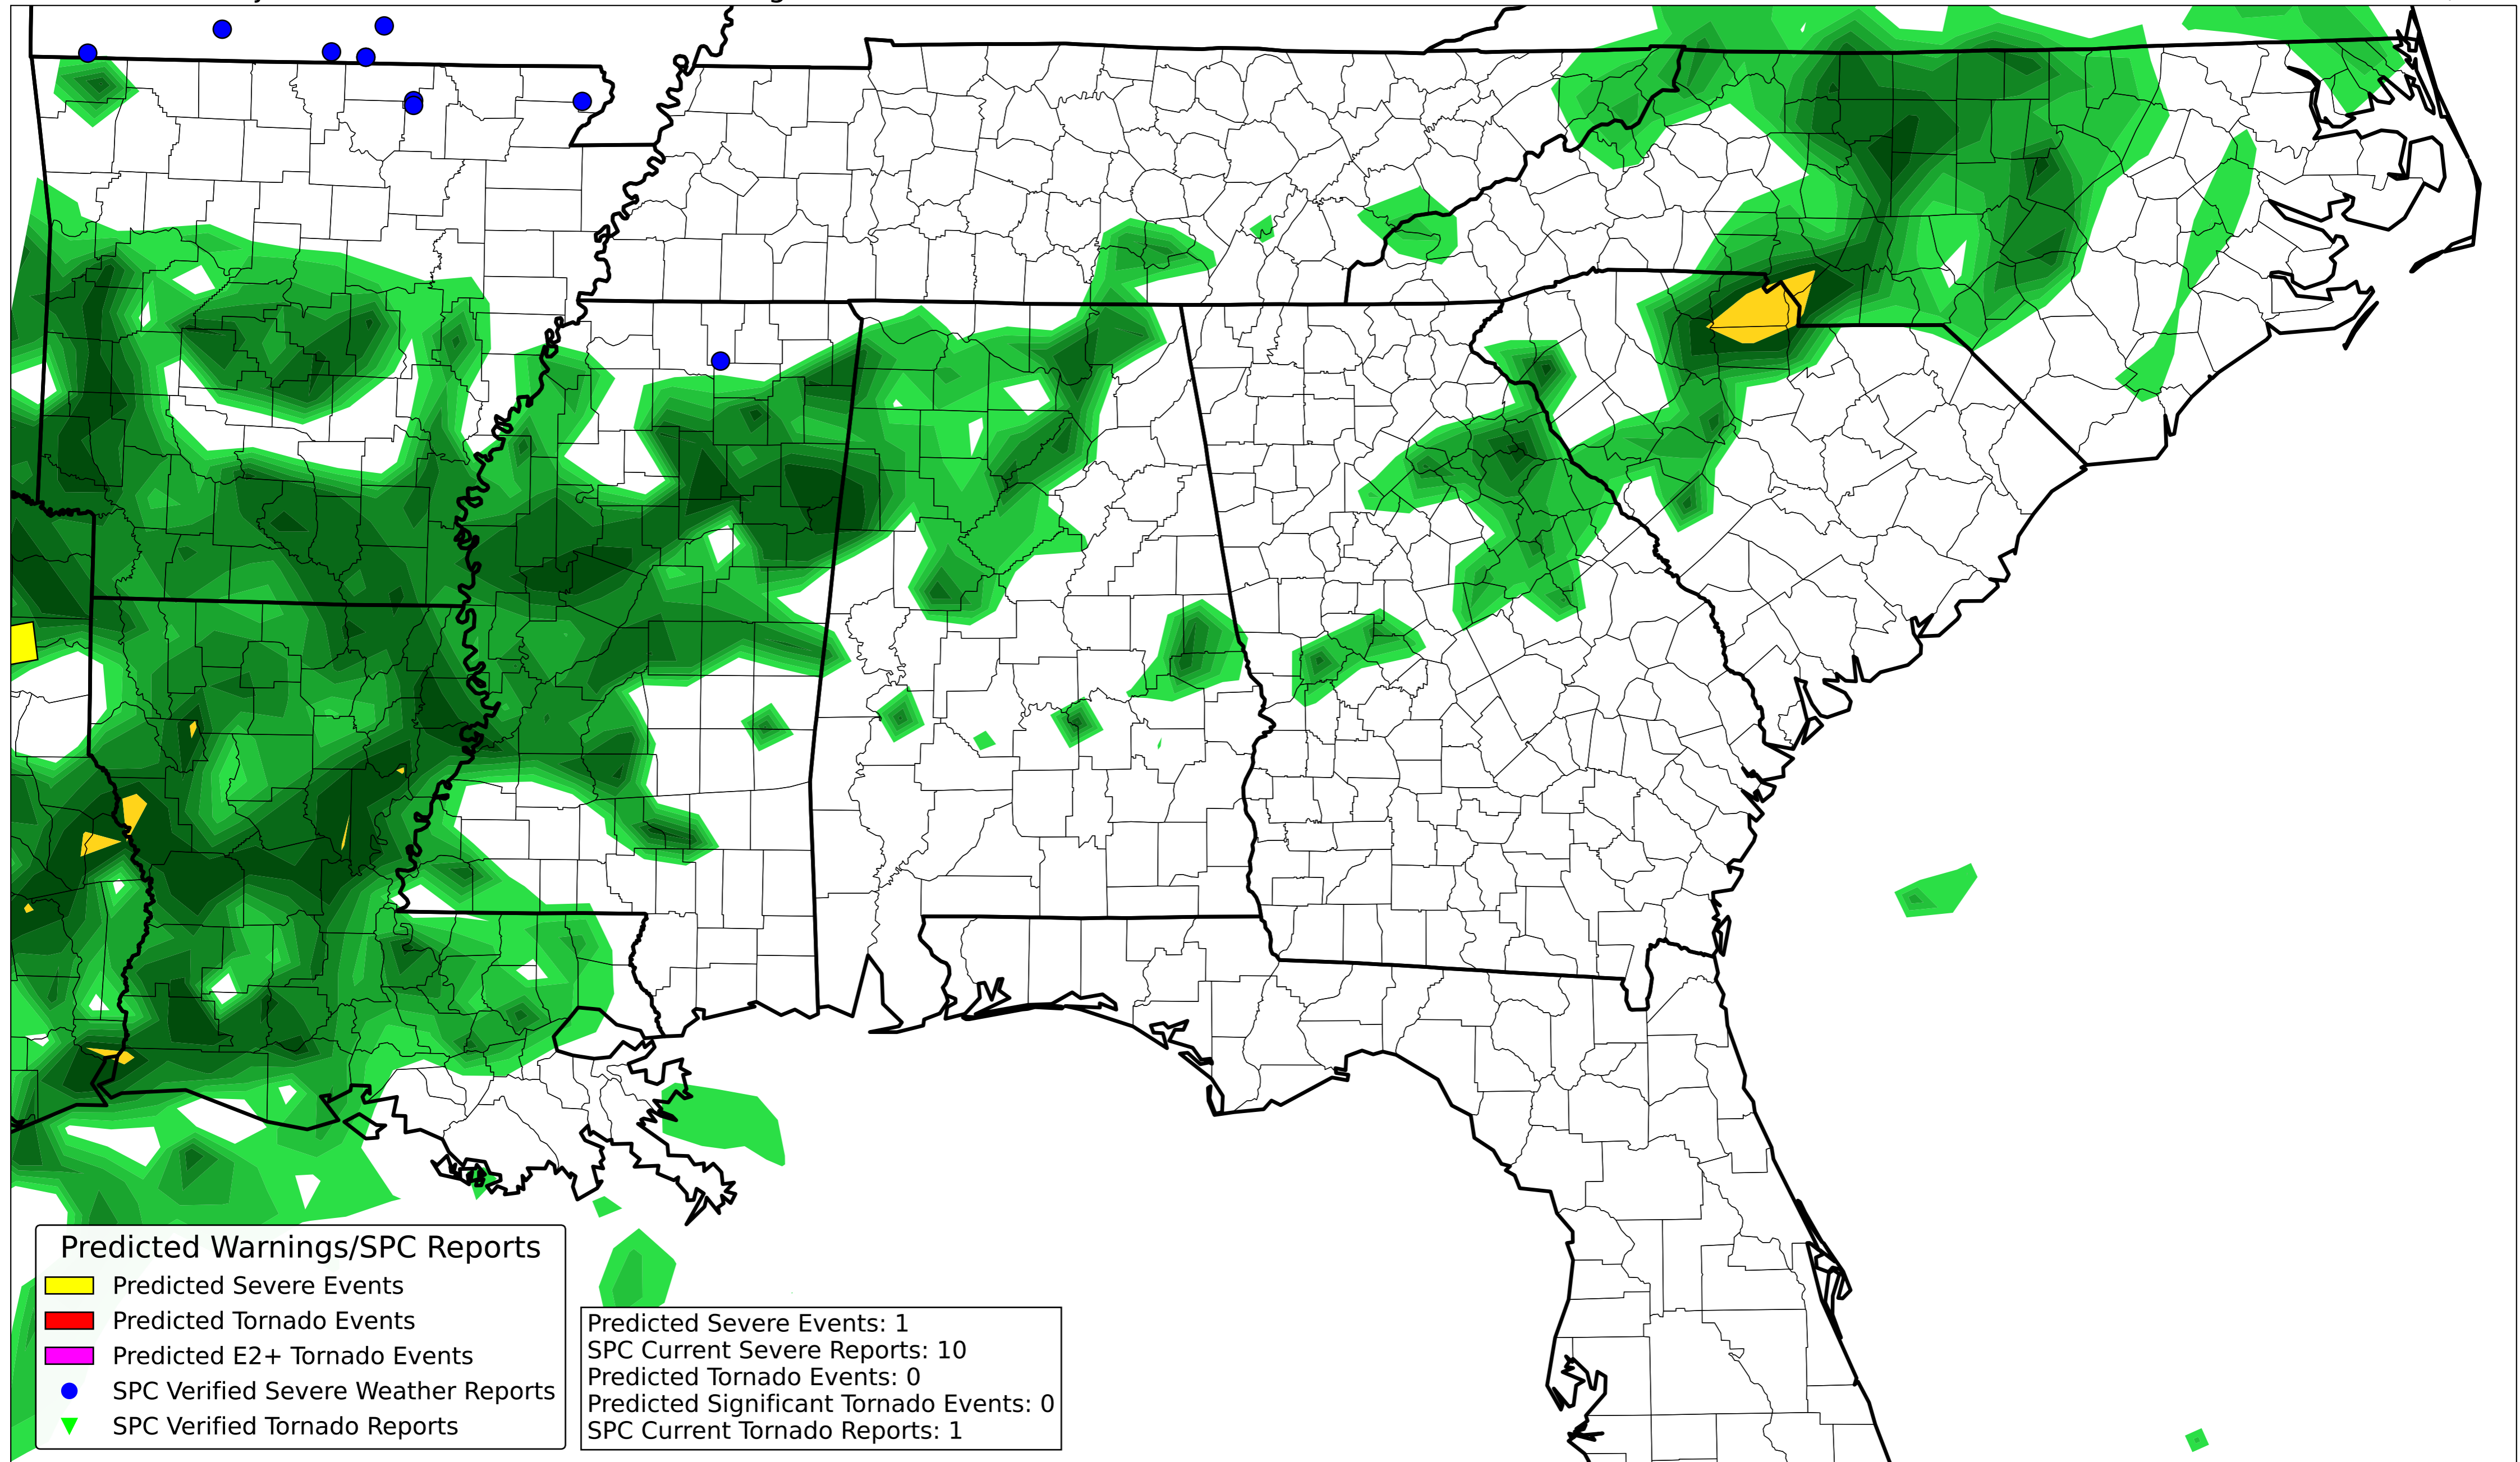 Predicted Warnings/SPC Reports
Predicted Severe Events
Predicted Tornado Events
Predicted E2+ Tornado Events
SPC Verified Severe Weather Reports
SPC Verified Tornado Reports
Predicted Severe Events: 1
SPC Current Severe Reports: 10
Predicted Tornado Events: 0
Predicted Significant Tornado Events: 0
SPC Current Tornado Reports: 1